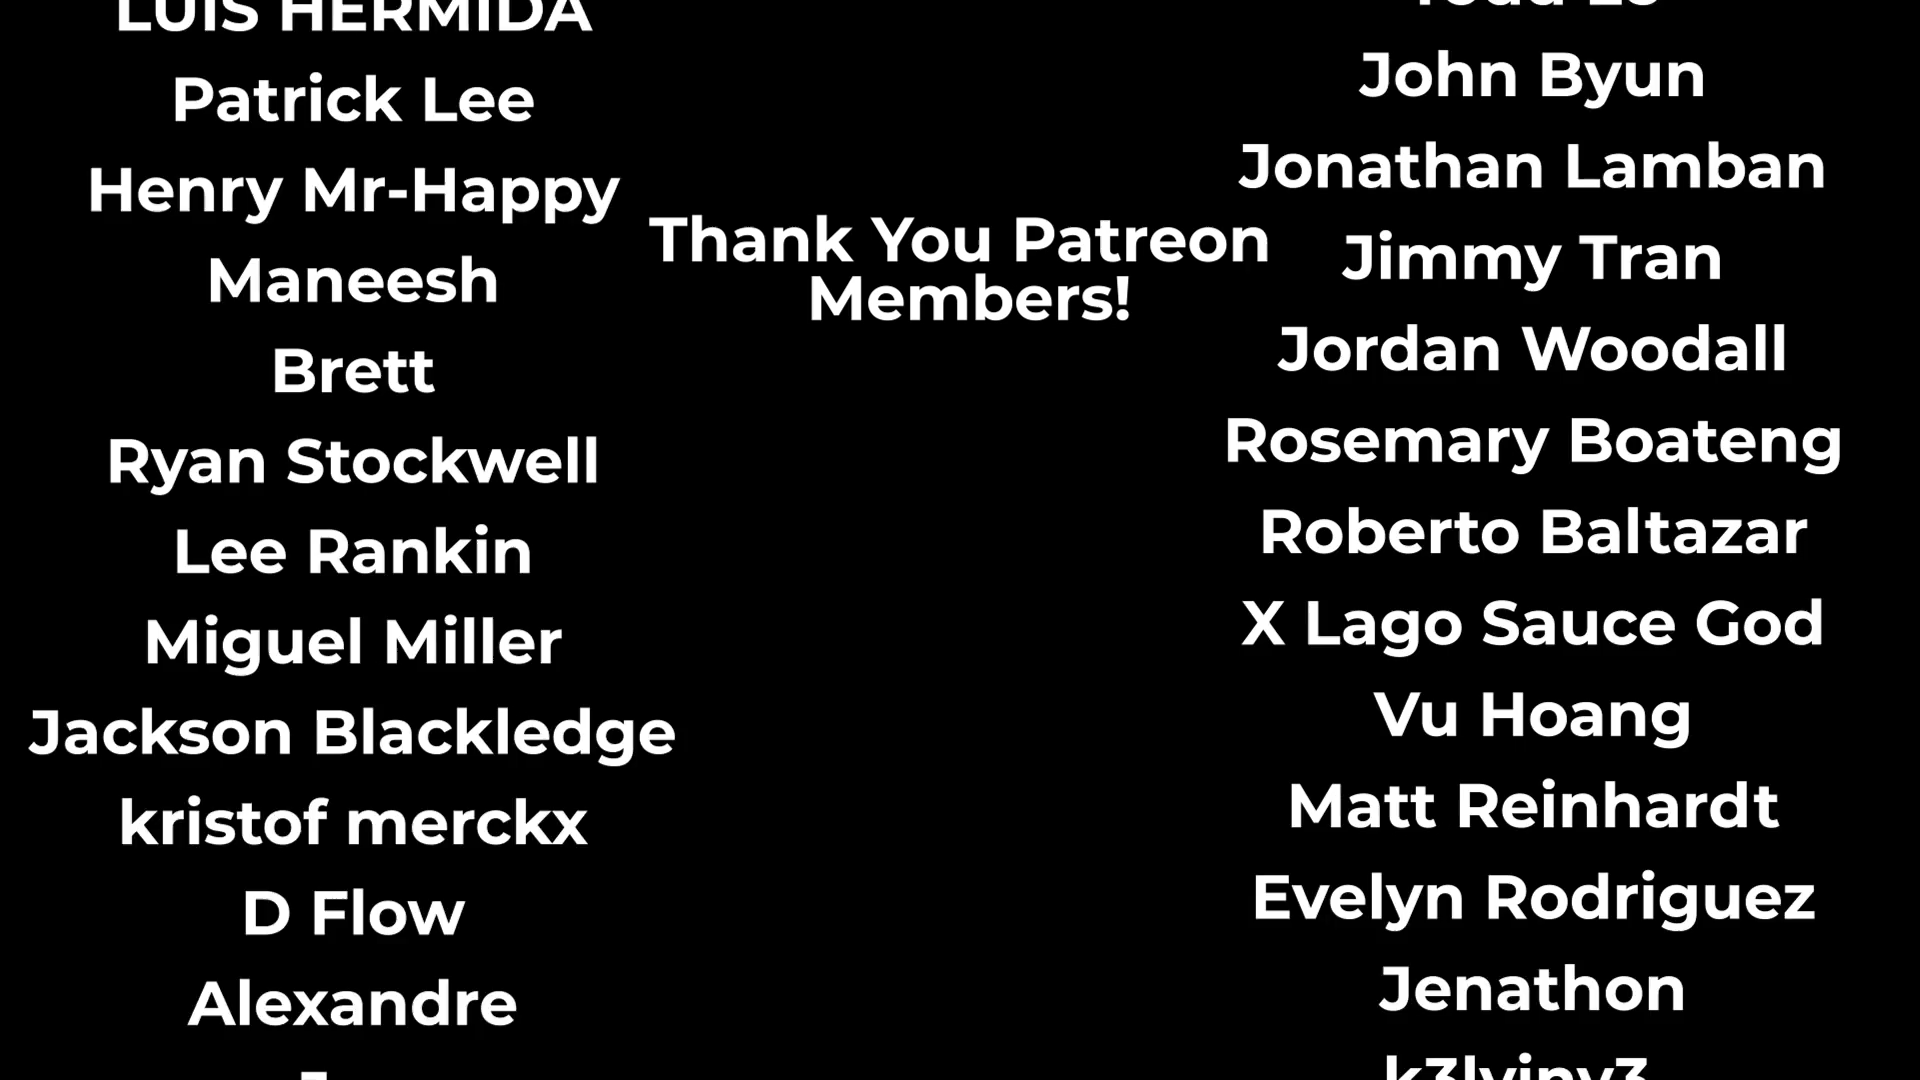 LUIS HERMIDA
Patrick Lee
Henry Mr-Happy
Maneesh
Brett
Ryan Stockwell
Lee Rankin
Miguel Miller
Jackson Blackledge
kristof merckx
D Flow
Alexandre
Thank You Patreon
Members!
John Byun
Jonathan Lamban
Jimmy Tran
Jordan Woodall
Rosemary Boateng
Roberto Baltazar
X Lago Sauce God
Vu Hoang
Matt Reinhardt
Evelyn Rodriguez
Jenathon